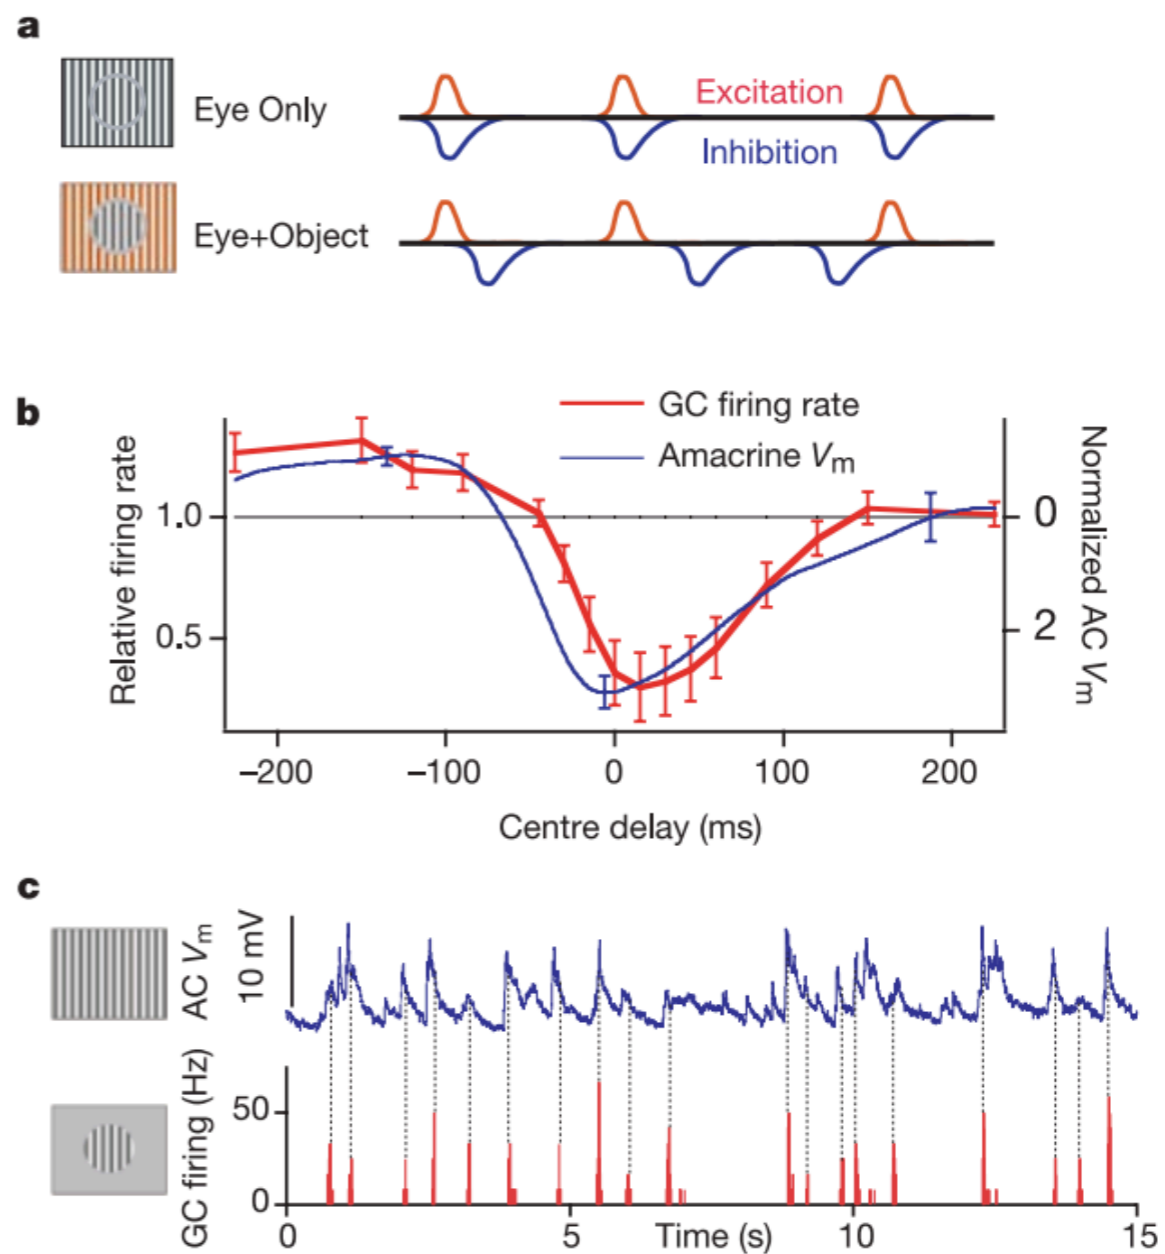 a
Eye Only
Excitation
Inhibition
Eye+Object
b
GC firing rate
Amacrine Vm
Relative firing rate
1.0
0.5
0
2
Normalized AC Vm
–200
–100
0
100
200
Centre delay (ms)
c
AC Vm
10 mV
GC firing (Hz)
50
0
0
5
Time (s)
10
15